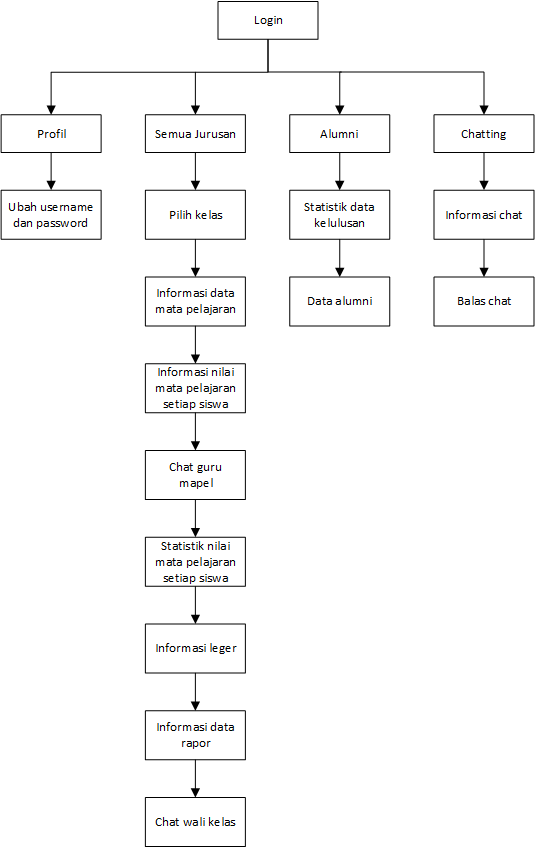 Login
Profil
Semua Jurusan
Alumni
Chatting
Ubah username
dan password
Pilih kelas
Statistik data
kelulusan
Informasi chat
Informasi data
mata pelajaran
Data alumni
Balas chat
Informasi nilai
mata pelajaran
setiap siswa
Chat guru
mapel
Statistik nilai
mata pelajaran
setiap siswa
Informasi leger
Informasi data
rapor
Chat wali kelas